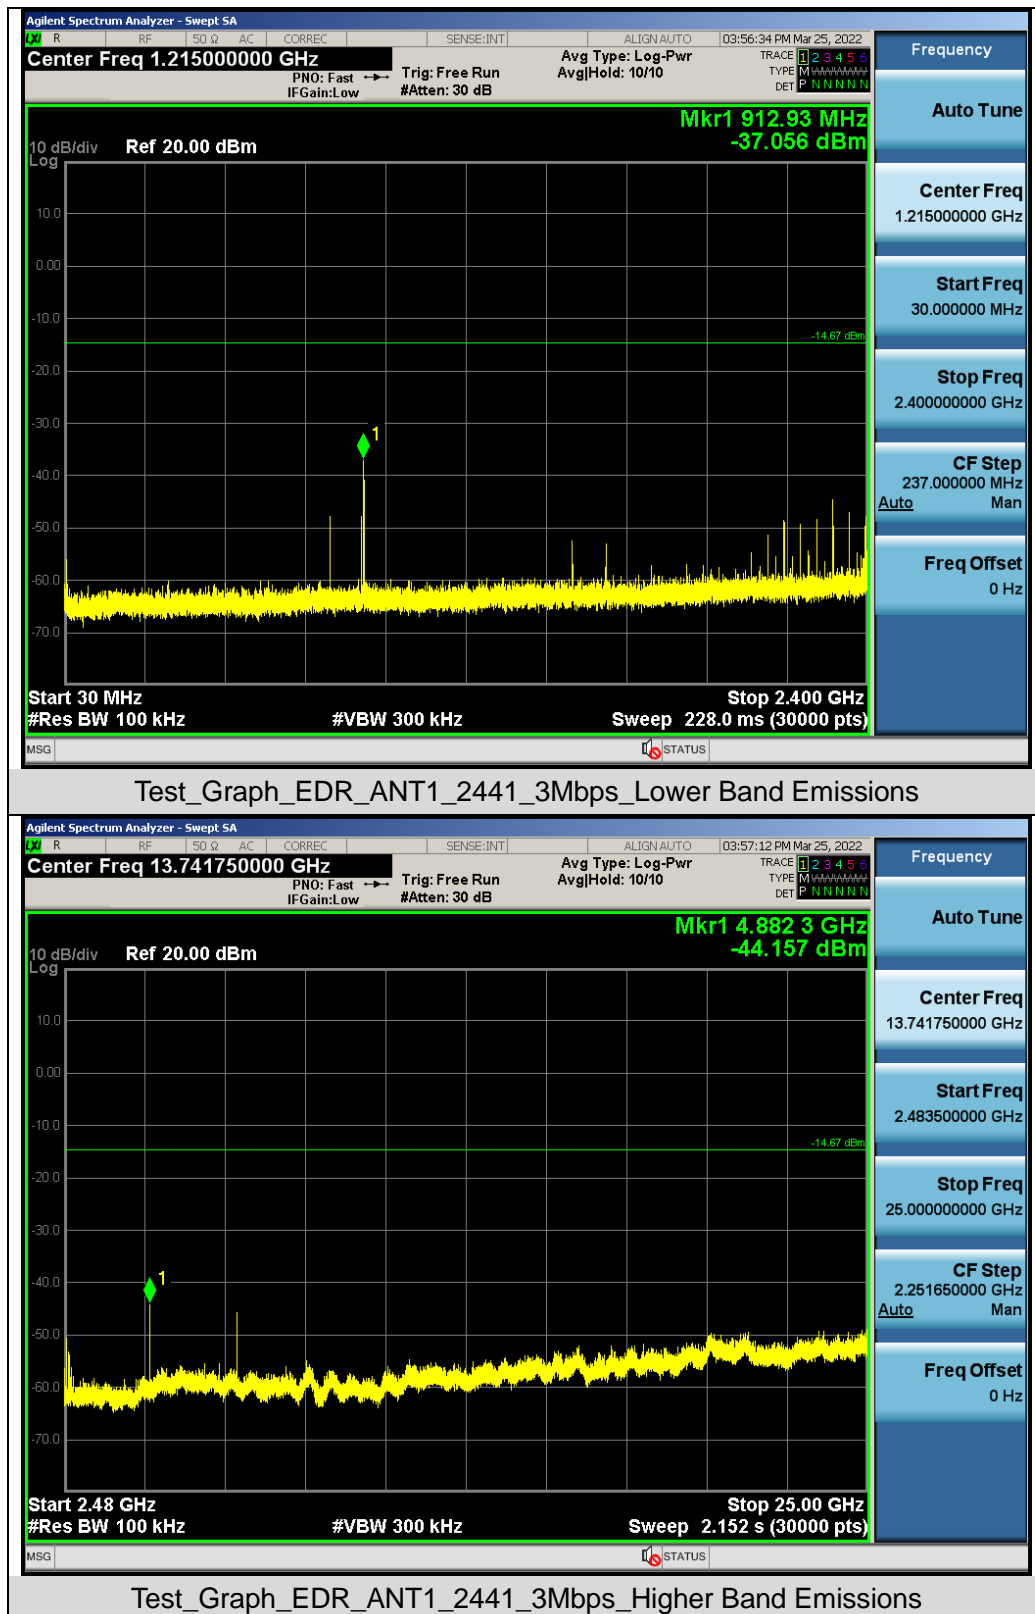 Agilent Spectrum Analyzer - Swept SA
LXI R RF 50 Ω AC CORREC SENSE:INT ALIGN AUTO 03:56:34 PM Mar 25, 2022
Center Freq 1.215000000 GHz
PNO: Fast
IFGain:Low
Trig: Free Run
#Atten: 30 dB
Avg Type: Log-Pwr
Avg|Hold: 10/10
TRACE 1 2 3 4 5 6
TYPE M
DET P N N N N N
Mkr1 912.93 MHz
-37.056 dBm
10 dB/div Ref 20.00 dBm
Log
10.0
0.00
-10.0
-14.67 dBm
-20.0
-30.0
1
-40.0
-50.0
-60.0
-70.0
Start 30 MHz Stop 2.400 GHz
#Res BW 100 kHz #VBW 300 kHz Sweep 228.0 ms (30000 pts)
MSG STATUS
Frequency
Auto Tune
Center Freq
1.215000000 GHz
Start Freq
30.000000 MHz
Stop Freq
2.400000000 GHz
CF Step
237.000000 MHz
Auto Man
Freq Offset
0 Hz
Test_Graph_EDR_ANT1_2441_3Mbps_Lower Band Emissions
Agilent Spectrum Analyzer - Swept SA
LXI R RF 50 Ω AC CORREC SENSE:INT ALIGN AUTO 03:57:12 PM Mar 25, 2022
Center Freq 13.741750000 GHz
PNO: Fast
IFGain:Low
Trig: Free Run
#Atten: 30 dB
Avg Type: Log-Pwr
Avg|Hold: 10/10
TRACE 1 2 3 4 5 6
TYPE M
DET P N N N N N
Mkr1 4.882 3 GHz
-44.157 dBm
10 dB/div Ref 20.00 dBm
Log
10.0
0.00
-10.0
-14.67 dBm
-20.0
-30.0
1
-40.0
-50.0
-60.0
-70.0
Start 2.48 GHz Stop 25.00 GHz
#Res BW 100 kHz #VBW 300 kHz Sweep 2.152 s (30000 pts)
MSG STATUS
Frequency
Auto Tune
Center Freq
13.741750000 GHz
Start Freq
2.483500000 GHz
Stop Freq
25.000000000 GHz
CF Step
2.251650000 GHz
Auto Man
Freq Offset
0 Hz
Test_Graph_EDR_ANT1_2441_3Mbps_Higher Band Emissions